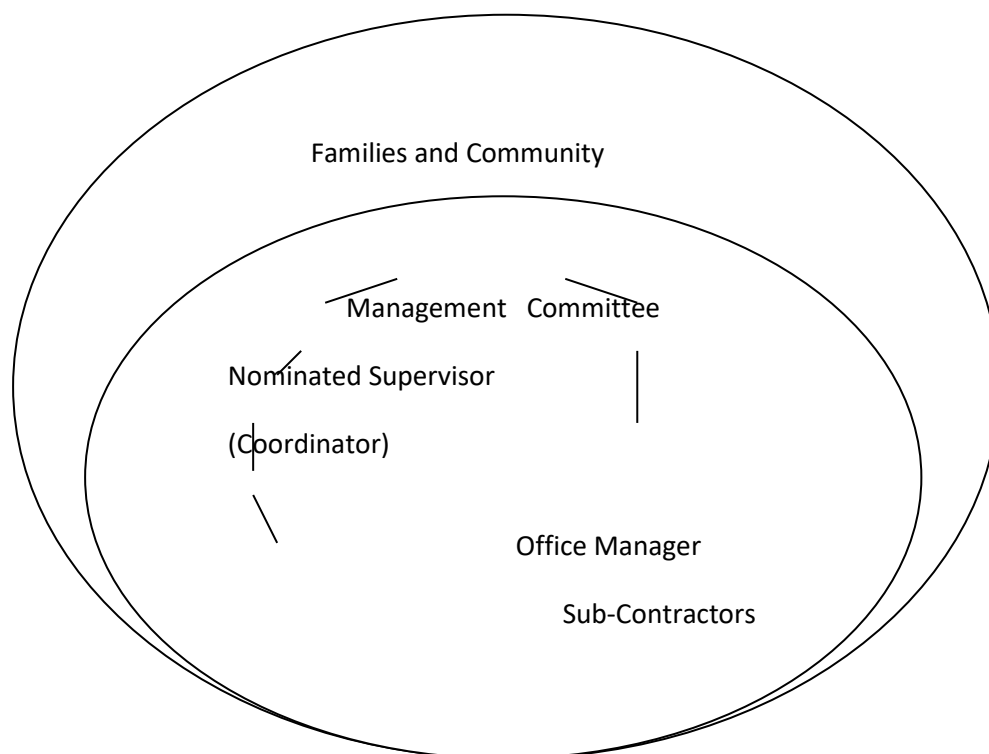 Families and Community
Management Committee
Nominated Supervisor
(Coordinator)
Office Manager
Sub-Contractors